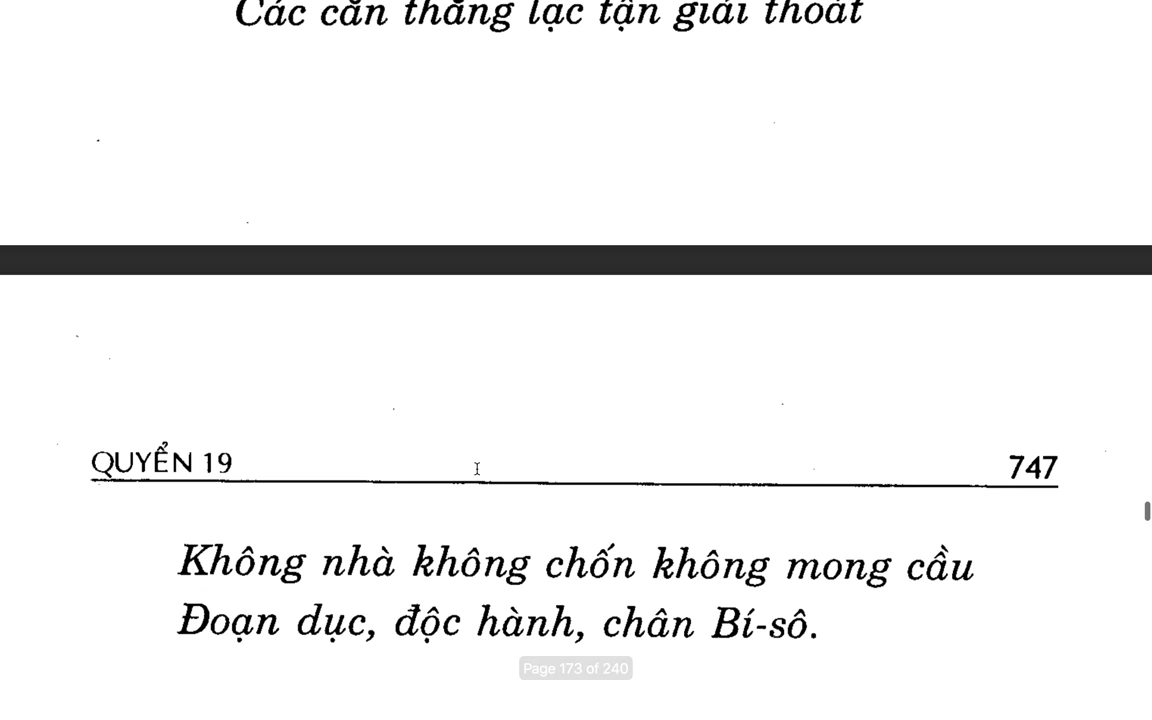 Các căn thắng lạc tận giải thoát
QUYỂN 19
747
Không nhà không chốn không mong cầu
Đoạn dục, độc hành, chân Bí-sô.
Page 173 of 240